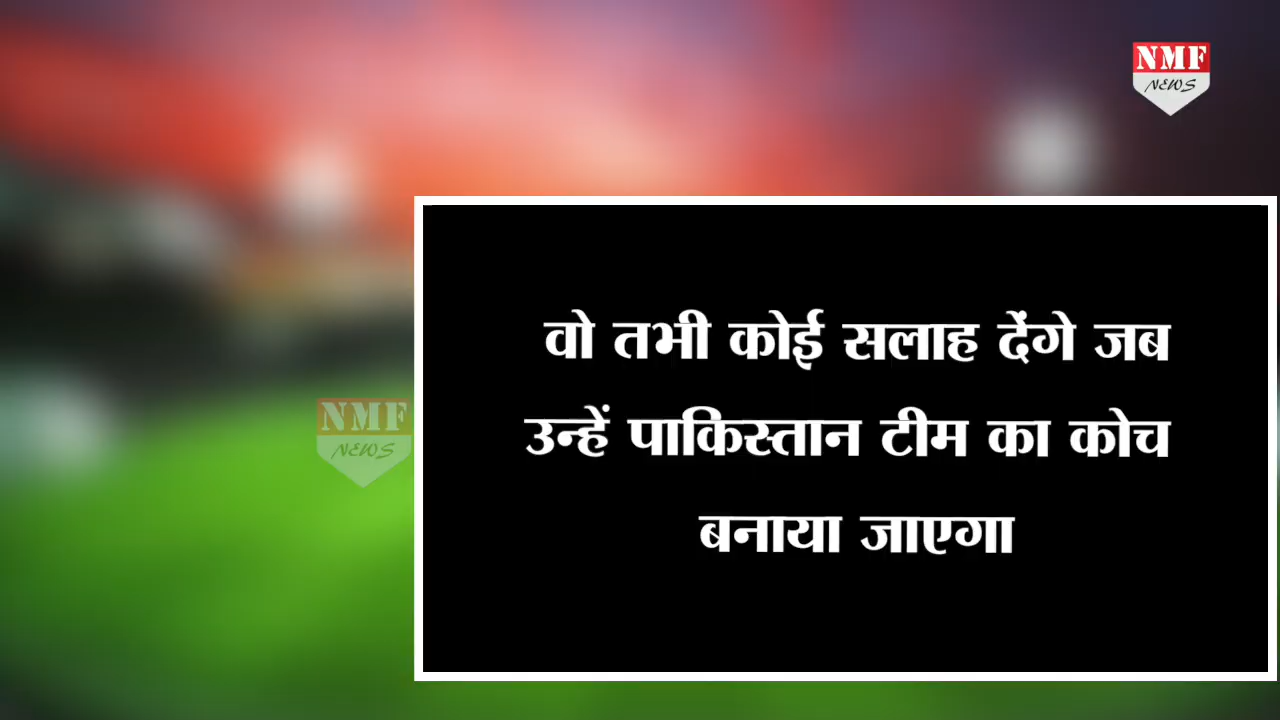 NMF
NEWS
वो तभी कोई सलाह देंगे जब
उन्हें पाकिस्तान टीम का कोच
बनाया जाएगा
NMF
NEWS